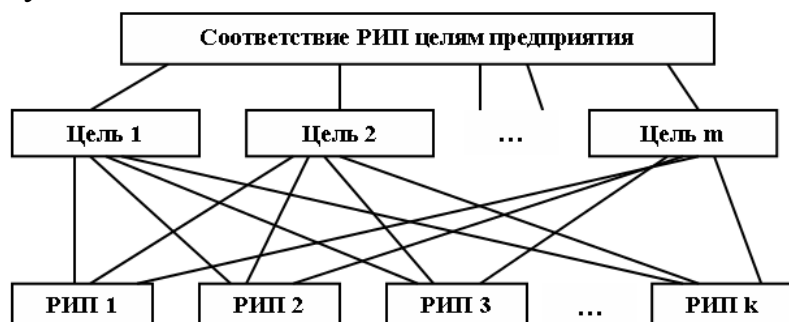 Соответствие РИП целям предприятия
Цель 1 Цель 2 ... Цель m
РИП 1 РИП 2 РИП 3 ... РИП k